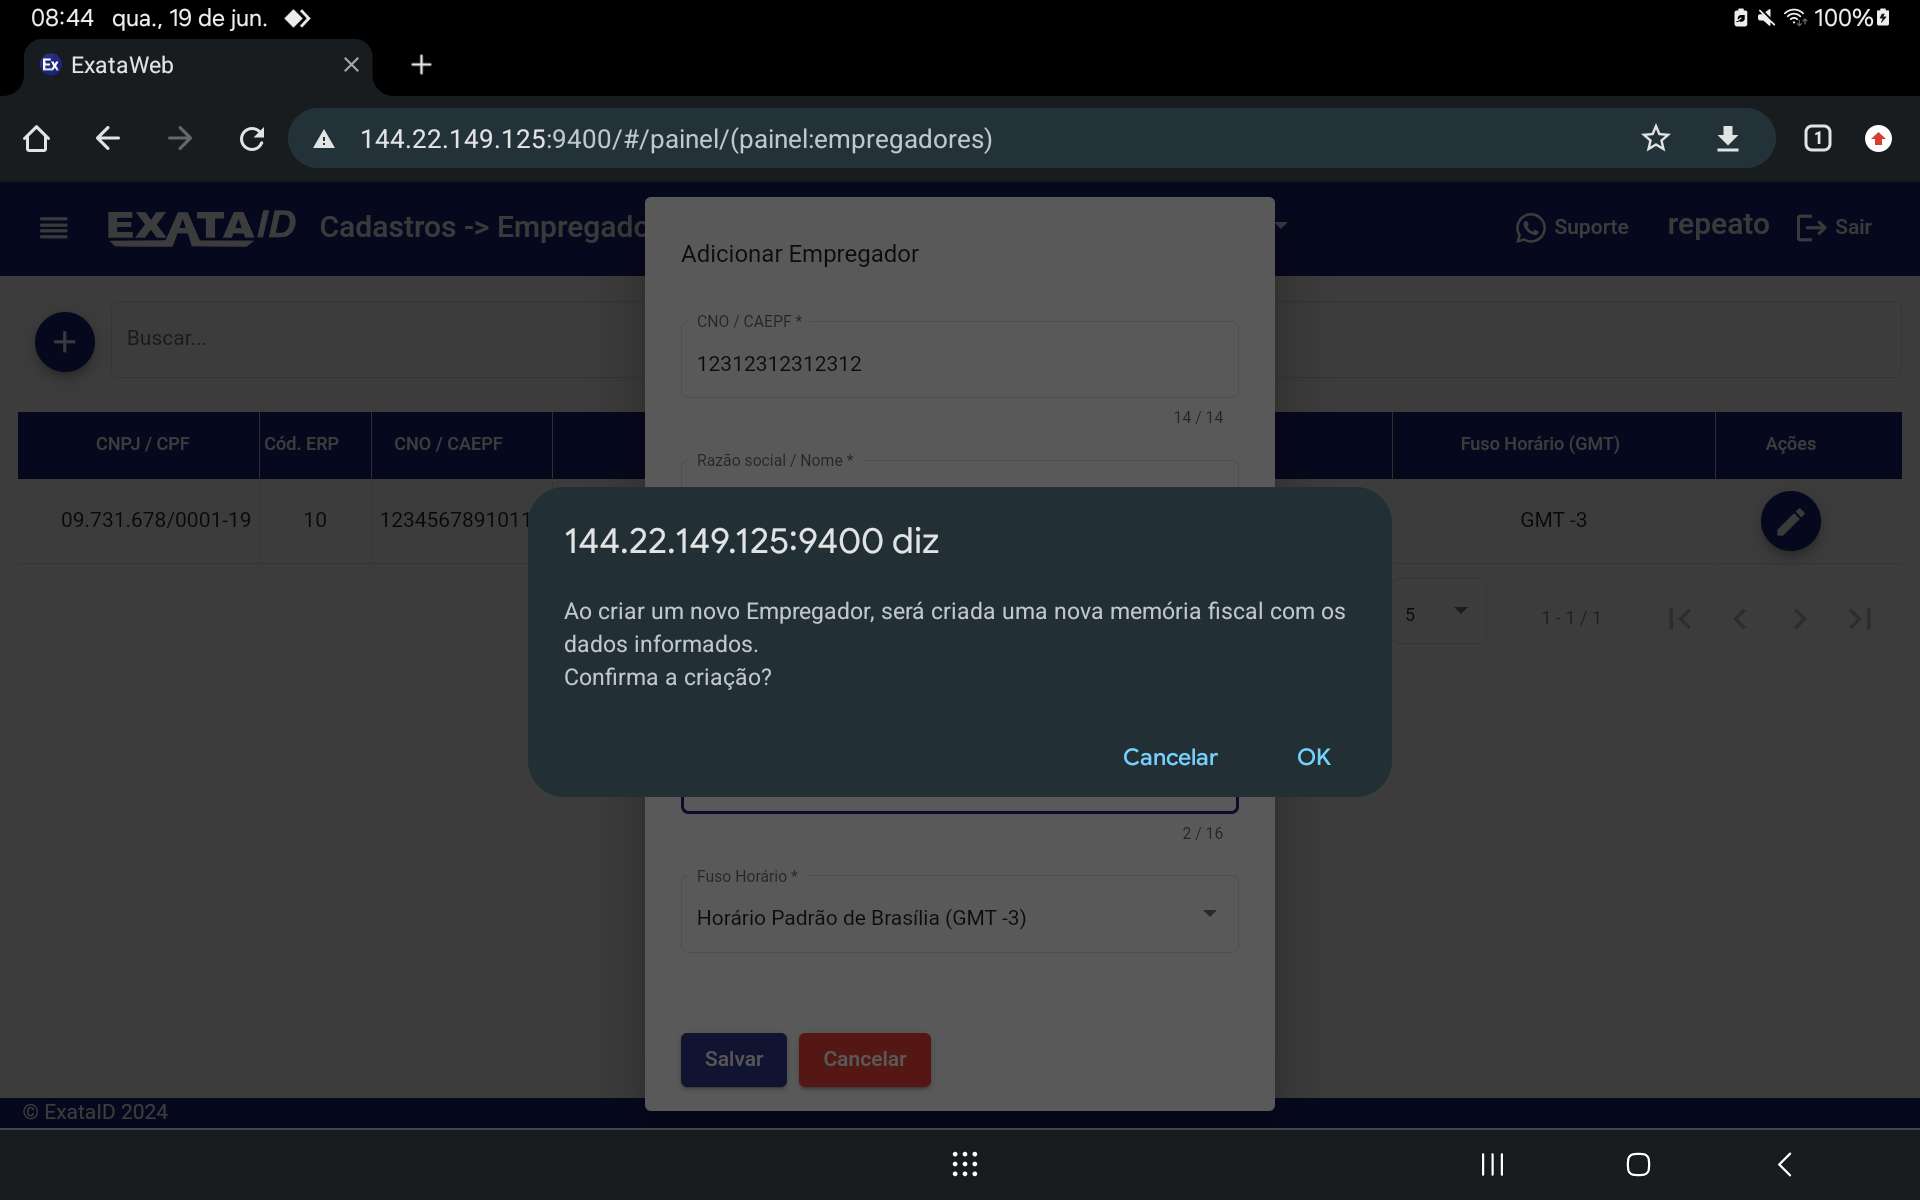 08:44 qua., 19 de jun.
100%
Ex ExataWeb
144.22.149.125:9400/#/painel/(painel:empregadores)
1
EXATAID Cadastros -> Empregado
Suporte
repeato
Sair
Adicionar Empregador
CNO / CAEPF *
12312312312312
14 / 14
Razão social / Nome *
Buscar...
CNPJ / CPF Cód. ERP CNO / CAEPF Fuso Horário (GMT) Ações
09.731.678/0001-19 10 1234567891011 GMT -3
5 1 - 1 / 1
144.22.149.125:9400 diz
Ao criar um novo Empregador, será criada uma nova memória fiscal com os
dados informados.
Confirma a criação?
Cancelar OK
2 / 16
Fuso Horário *
Horário Padrão de Brasília (GMT -3)
Salvar Cancelar
© ExataID 2024